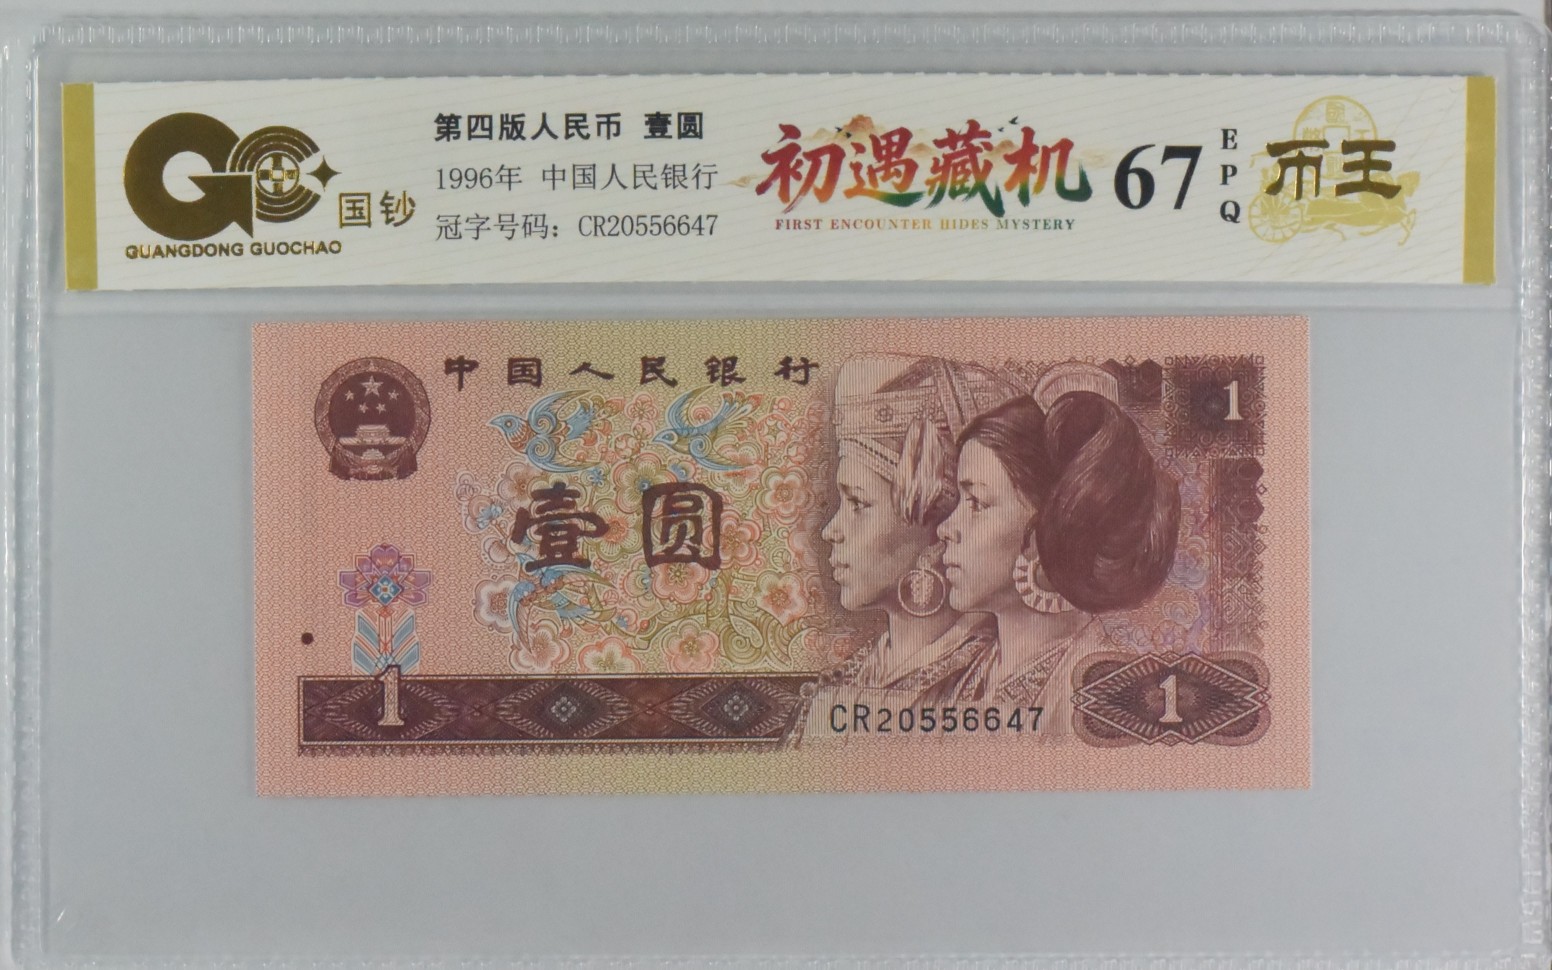 国钞
GUANGDONG GUOCHAO
第四版人民币 壹圆
1996年 中国人民银行
冠字号码：CR20556647
初遇藏机
FIRST ENCOUNTER HIDES MYSTERY
67
EPQ
币王
中国人民银行
1
壹圆
1
CR20556647
1